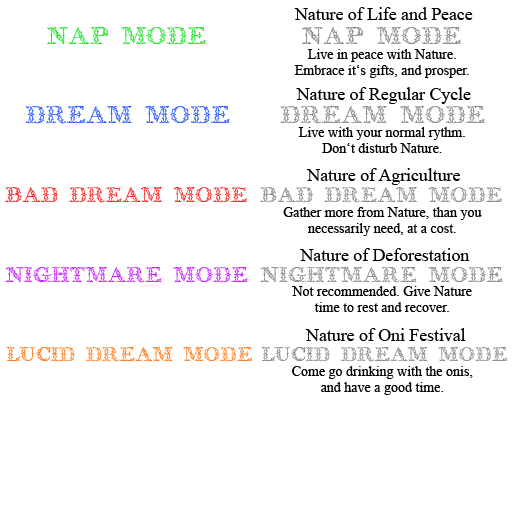 NAP MODE
Nature of Life and Peace
NAP MODE
Live in peace with Nature.
Embrace it's gifts, and prosper.
DREAM MODE
Nature of Regular Cycle
DREAM MODE
Live with your normal rythm.
Don't disturb Nature.
BAD DREAM MODE
Nature of Agriculture
BAD DREAM MODE
Gather more from Nature, than you
necessarily need, at a cost.
NIGHTMARE MODE
Nature of Deforestation
NIGHTMARE MODE
Not recommended. Give Nature
time to rest and recover.
LUCID DREAM MODE
Nature of Oni Festival
LUCID DREAM MODE
Come go drinking with the onis,
and have a good time.